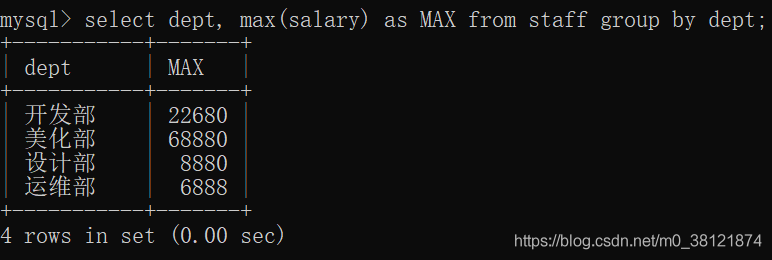 mysql> select dept, max(salary) as MAX from staff group by dept;
+-----------+-------+
| dept      | MAX   |
+-----------+-------+
| 开发部    | 22680 |
| 美化部    | 68880 |
| 设计部    |  8880 |
| 运维部    |  6888 |
+-----------+-------+
4 rows in set (0.00 sec)
https://blog.csdn.net/m0_38121874